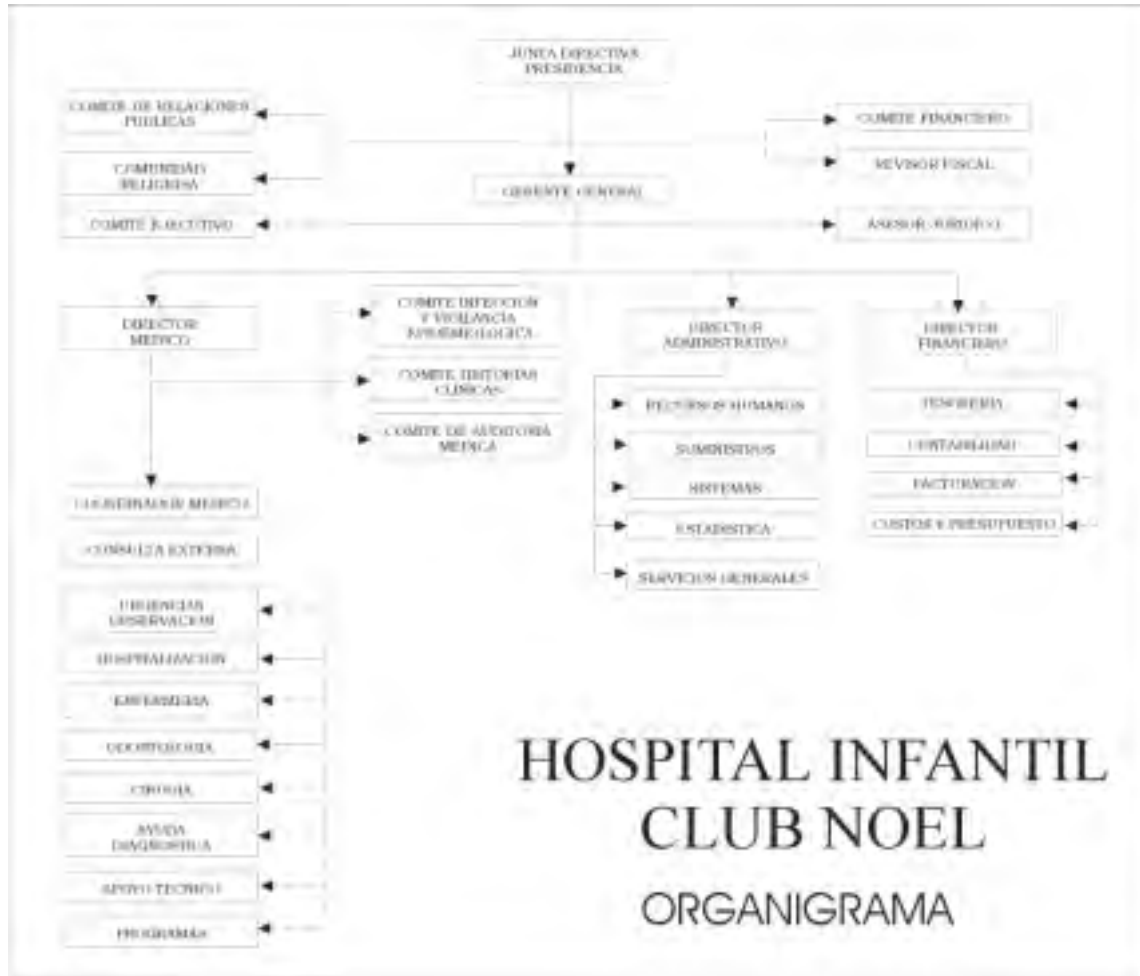 JUNTA DIRECTIVA
PRESIDENCIA
COMITE DE RELACIONES
PUBLICAS
COMITE FINANCIERO
COMUNIDAD
RELIGIOSA
REVISOR FISCAL
GERENTE GENERAL
COMITE EJECUTIVO
ASESOR JURIDICO
DIRECTOR
MEDICO
COMITE INFECCION
Y VIGILANCIA
EPIDEMIOLOGICA
DIRECTOR
ADMINISTRATIVO
DIRECTOR
FINANCIERO
COMITE HISTORIAS
CLINICAS
COMITE DE AUDITORIA
MEDICA
RECURSOS HUMANOS
SUMINISTROS
SISTEMAS
ESTADISTICA
SERVICIOS GENERALES
TESORERIA
CONTABILIDAD
FACTURACION
COSTOS Y PRESUPUESTO
COORDINADOR MEDICO
CONSULTA EXTERNA
URGENCIAS
OBSERVACION
HOSPITALIZACION
ENFERMERIA
ODONTOLOGIA
CIRUGIA
AYUDA
DIAGNOSTICA
APOYO TECNICO
PROGRAMAS
HOSPITAL INFANTIL
CLUB NOEL
ORGANIGRAMA